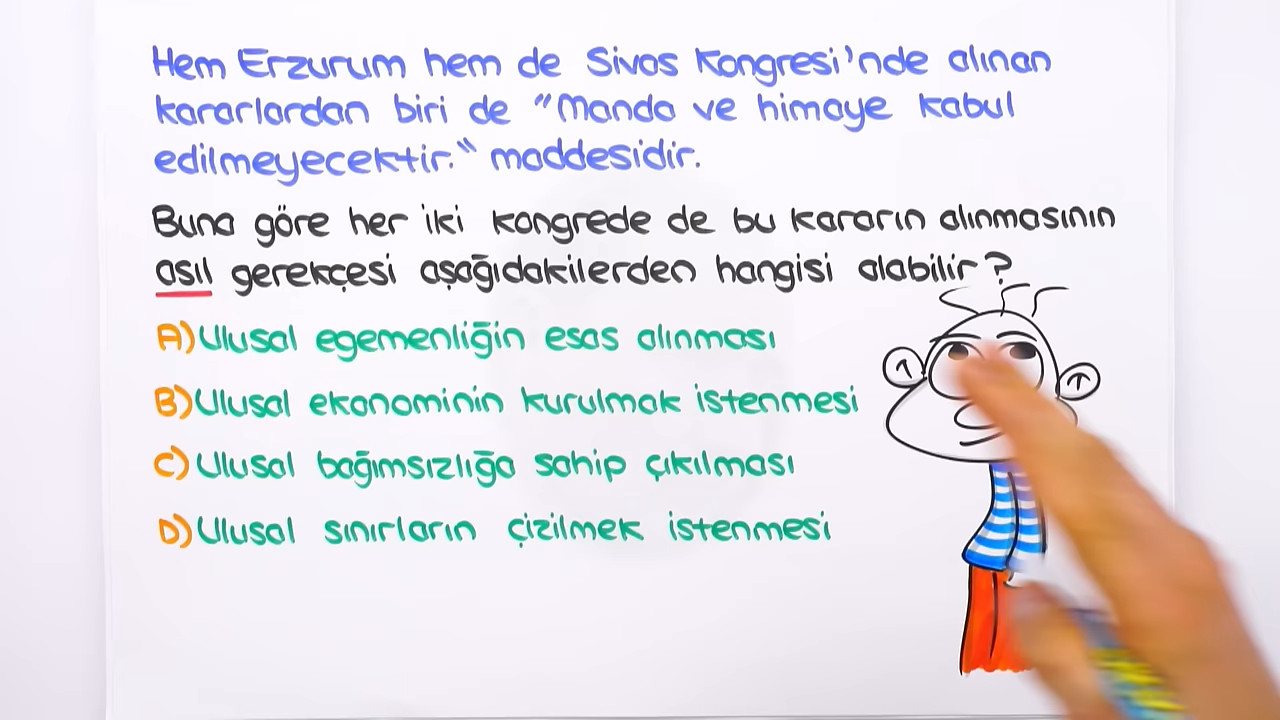 Hem Erzurum hem de Sivas Kongresi'nde alınan
kararlardan biri de "Manda ve himaye kabul
edilmeyecektir." maddesidir.
Buna göre her iki kongrede de bu kararın alınmasının
asıl gerekçesi aşağıdakilerden hangisi olabilir?
A) Ulusal egemenliğin esas alınması
B) Ulusal ekonominin kurulmak istenmesi
C) Ulusal bağımsızlığa sahip çıkılması
D) Ulusal sınırların çizilmek istenmesi